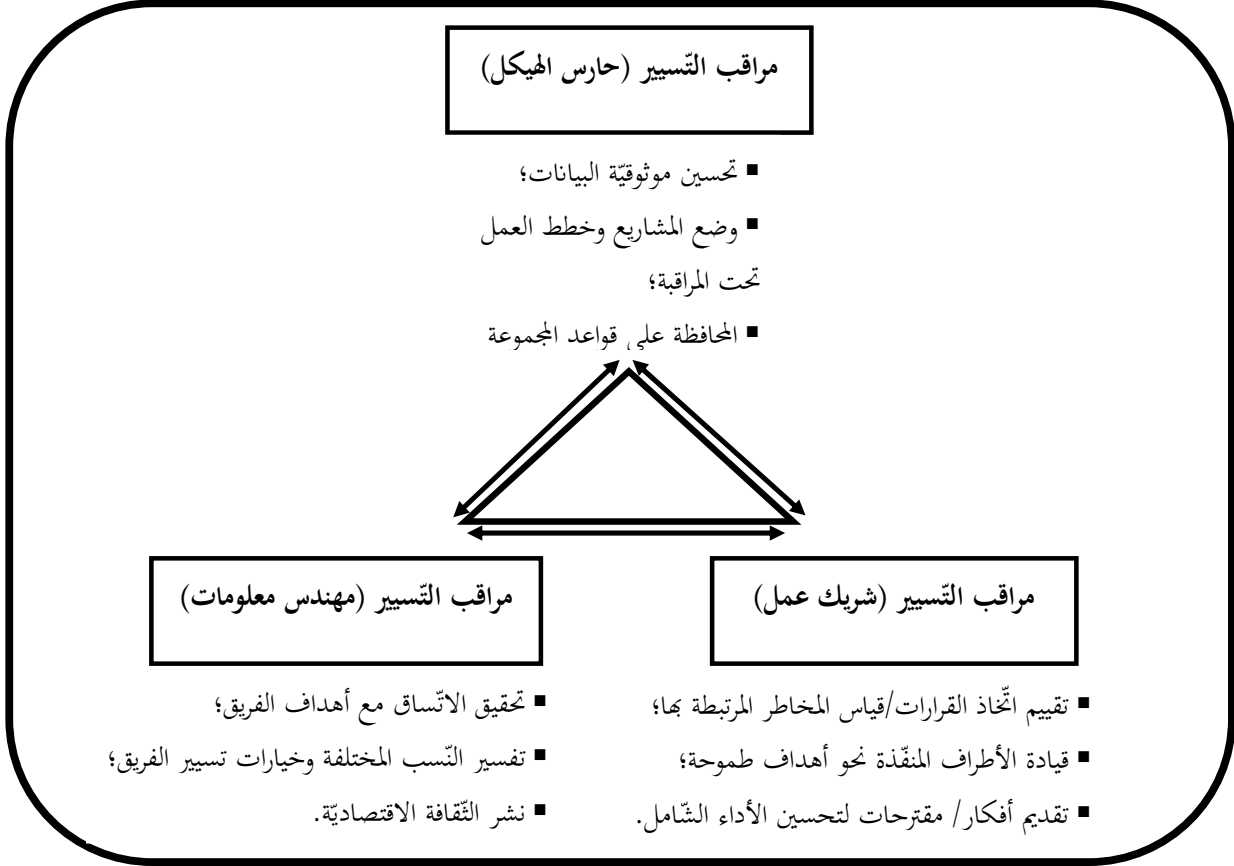 مراقب التّسيير (حارس الهيكل)
▪ تحسين موثوقيّة البيانات؛
▪ وضع المشاريع وخطط العمل
تحت المراقبة؛
▪ المحافظة على قواعد المجموعة
مراقب التّسيير (شريك عمل)
▪ تقييم اتّخاذ القرارات/قياس المخاطر المرتبطة بها؛
▪ قيادة الأطراف المنفّذة نحو أهداف طموحة؛
▪ تقديم أفكار/ مقترحات لتحسين الأداء الشّامل.
مراقب التّسيير (مهندس معلومات)
▪ تحقيق الاتّساق مع أهداف الفريق؛
▪ تفسير النّسب المختلفة وخيارات تسيير الفريق؛
▪ نشر الثّقافة الاقتصاديّة.